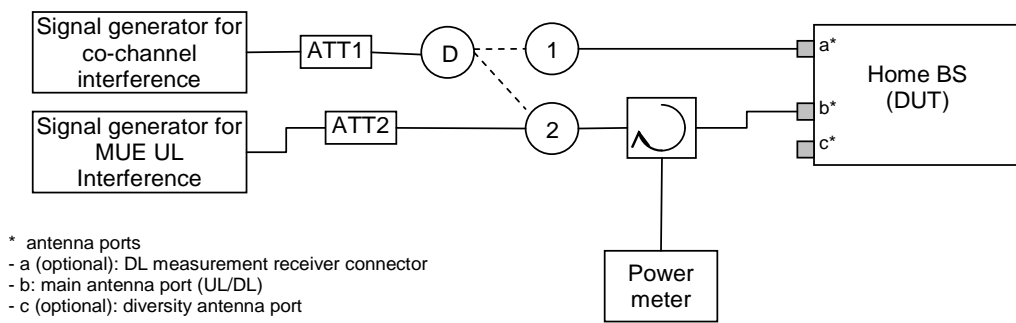 Signal generator for
co-channel
interference
ATT1
D
1
a*
Home BS
(DUT)
Signal generator for
MUE UL
Interference
ATT2
2
b*
c*
Power
meter
* antenna ports
- a (optional): DL measurement receiver connector
- b: main antenna port (UL/DL)
- c (optional): diversity antenna port